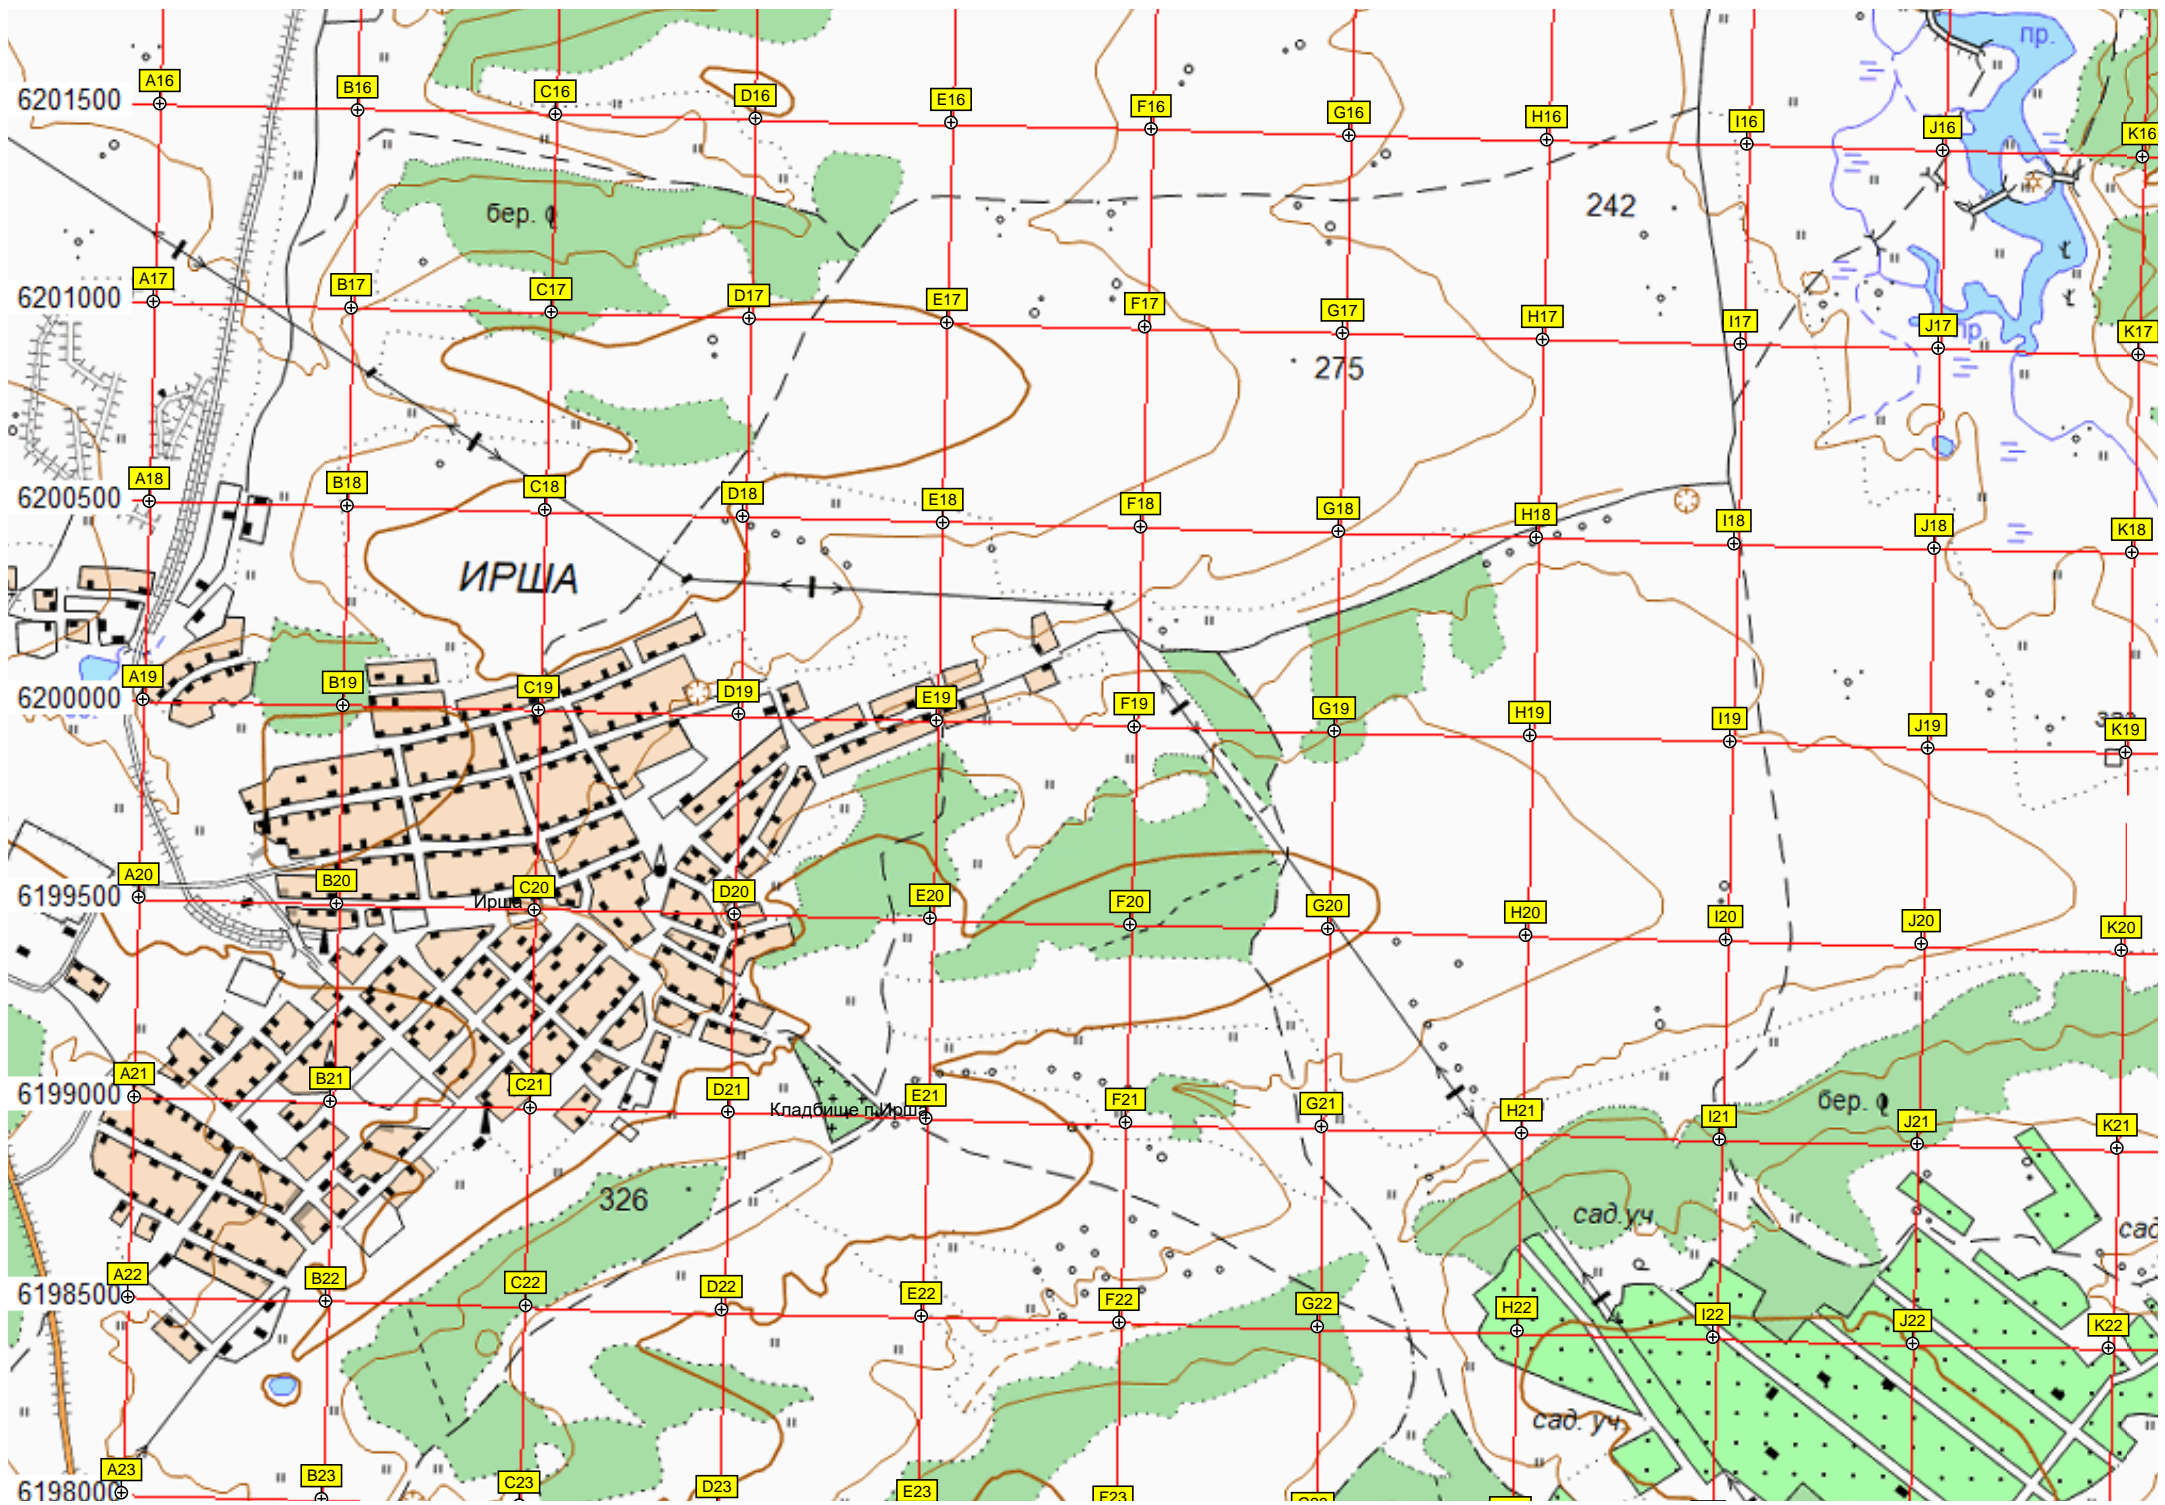 пр.
A16 B16 C16 D16 E16 F16 G16 H16 I16 J16 K16
6201500
бер.
242
A17 B17 C17 D17 E17 F17 G17 H17 I17 J17 K17
6201000
пр.
275
A18 B18 C18 D18 E18 F18 G18 H18 I18 J18 K18
6200500
ИРША
A19 B19 C19 D19 E19 F19 G19 H19 I19 J19 K19
6200000
A20 B20 C20 D20 E20 F20 G20 H20 I20 J20 K20
6199500
Ирша
A21 B21 C21 D21 E21 F21 G21 H21 I21 J21 K21
6199000
бер.
Кладбище п.Ирша
326
сад.уч.
сад
A22 B22 C22 D22 E22 F22 G22 H22 I22 J22 K22
6198500
сад. уч.
A23 B23 C23 D23 E23 F23
6198000